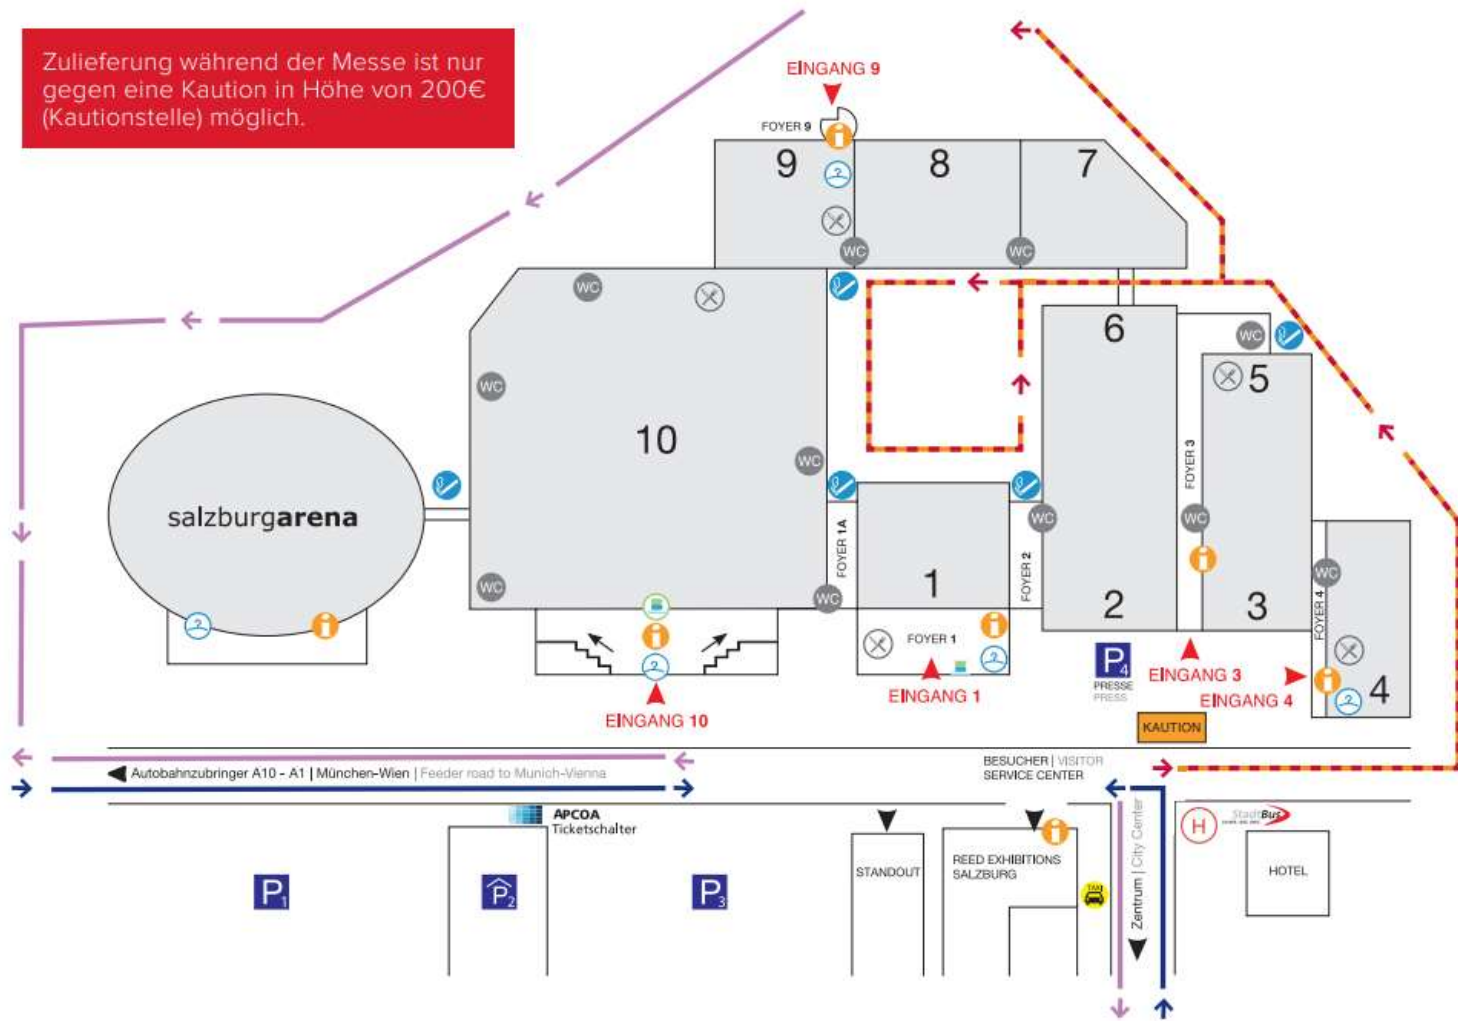 Zulieferung während der Messe ist nur
gegen eine Kaution in Höhe von 200€
(Kautionstelle) möglich.
EINGANG 9
FOYER 9
9
8
7
WC
WC
WC
6
WC
5
WC
10
WC
salzburgarena
FOYER 3
WC
WC
FOYER 1A
FOYER 2
WC
WC
WC
1
2
3
FOYER 4
FOYER 1
4
P4
PRESSE
PRESS
EINGANG 3
EINGANG 4
EINGANG 1
EINGANG 10
KAUTION
Autobahnzubringer A10 - A1 | München-Wien | Feeder road to Munich-Vienna
BESUCHER | VISITOR
SERVICE CENTER
APCOA
Ticketschalter
H
StadtBus
Zentrum | City Center
STANDOUT
REED EXHIBITIONS
SALZBURG
TAXI
HOTEL
P1
P2
P3